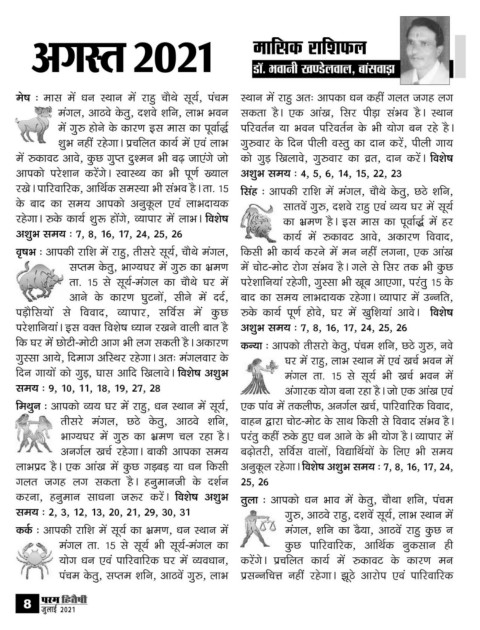 अगस्त 2021
मासिक राशिफल
डॉ. भवानी खण्डेलवाल, बांसवाड़ा
मेष : मास में धन स्थान में राहु चौथे सूर्य, पंचम
मंगल, आठवे केतु, दशवे शनि, लाभ भवन
में गुरु होने के कारण इस मास का पूर्वार्द्ध
शुभ नहीं रहेगा। प्रचलित कार्य में एवं लाभ
में रुकावट आवे, कुछ गुप्त दुश्मन भी बढ़ जाएंगे जो
आपको परेशान करेंगे। स्वास्थ्य का भी पूर्ण ख्याल
रखे। पारिवारिक, आर्थिक समस्या भी संभव है। ता. 15
के बाद का समय आपको अनुकूल एवं लाभदायक
रहेगा। रुके कार्य शुरू होंगे, व्यापार में लाभ। विशेष
अशुभ समय : 7, 8, 16, 17, 24, 25, 26
वृषभ : आपकी राशि में राहु, तीसरे सूर्य, चौथे मंगल,
सप्तम केतु, भाग्यघर में गुरु का भ्रमण
ता. 15 से सूर्य-मंगल का चौथे घर में
आने के कारण घुटनों, सीने में दर्द,
पड़ौसियों से विवाद, व्यापार, सर्विस में कुछ
परेशानियां। इस वक्त विशेष ध्यान रखने वाली बात है
कि घर में छोटी-मोटी आग भी लग सकती है। अकारण
गुस्सा आये, दिमाग अस्थिर रहेगा। अतः मंगलवार के
दिन गायों को गुड़, घास आदि खिलावे। विशेष अशुभ
समय : 9, 10, 11, 18, 19, 27, 28
मिथुन : आपको व्यय घर में राहु, धन स्थान में सूर्य,
तीसरे मंगल, छठे केतु, आठवे शनि,
भाग्यघर में गुरु का भ्रमण चल रहा है।
अनर्गल खर्च रहेगा। बाकी आपका समय
लाभप्रद है। एक आंख में कुछ गड़बड़ या धन किसी
गलत जगह लग सकता है। हनुमानजी के दर्शन
करना, हनुमान साधना जरूर करें। विशेष अशुभ
समय : 2, 3, 12, 13, 20, 21, 29, 30, 31
कर्क : आपकी राशि में सूर्य का भ्रमण, धन स्थान में
मंगल ता. 15 से सूर्य भी सूर्य-मंगल का
योग धन एवं पारिवारिक घर में व्यवधान,
पंचम केतु, सप्तम शनि, आठवें गुरु, लाभ
स्थान में राहु अतः आपका धन कहीं गलत जगह लग
सकता है। एक आंख, सिर पीड़ा संभव है। स्थान
परिवर्तन या भवन परिवर्तन के भी योग बन रहे है।
गुरुवार के दिन पीली वस्तु का दान करें, पीली गाय
को गुड़ खिलावे, गुरुवार का व्रत, दान करें। विशेष
अशुभ समय : 4, 5, 6, 14, 15, 22, 23
सिंह : आपकी राशि में मंगल, चौथे केतु, छठे शनि,
सातवें गुरु, दशवे राहु एवं व्यय घर में सूर्य
का भ्रमण है। इस मास का पूर्वार्द्ध में हर
कार्य में रुकावट आवे, अकारण विवाद,
किसी भी कार्य करने में मन नहीं लगना, एक आंख
में चोट-मोट रोग संभव है। गले से सिर तक भी कुछ
परेशानियां रहेगी, गुस्सा भी खूब आएगा, परंतु 15 के
बाद का समय लाभदायक रहेगा। व्यापार में उन्नति,
रुके कार्य पूर्ण होवे, घर में खुशियां आवे। विशेष
अशुभ समय : 7, 8, 16, 17, 24, 25, 26
कन्या : आपको तीसरो केतु, पंचम शनि, छठे गुरु, नवे
घर में राहु, लाभ स्थान में एवं खर्च भवन में
मंगल ता. 15 से सूर्य भी खर्च भवन में
अंगारक योग बना रहा है। जो एक आंख एवं
एक पांव में तकलीफ, अनर्गल खर्च, पारिवारिक विवाद,
वाहन द्वारा चोट-मोट के साथ किसी से विवाद संभव है।
परंतु कहीं रुके हुए धन आने के भी योग है। व्यापार में
बढ़ोतरी, सर्विस वालों, विद्यार्थियों के लिए भी समय
अनुकूल रहेगा। विशेष अशुभ समय : 7, 8, 16, 17, 24,
25, 26
तुला : आपको धन भाव में केतु, चौथा शनि, पंचम
गुरु, आठवे राहु, दशवें सूर्य, लाभ स्थान में
मंगल, शनि का ढैया, आठवें राहु कुछ न
कुछ पारिवारिक, आर्थिक नुकसान ही
करेंगे। प्रचलित कार्य में रुकावट के कारण मन
प्रसन्नचित्त नहीं रहेगा। झूठे आरोप एवं पारिवारिक
8 परम हितैषी
जुलाई 2021